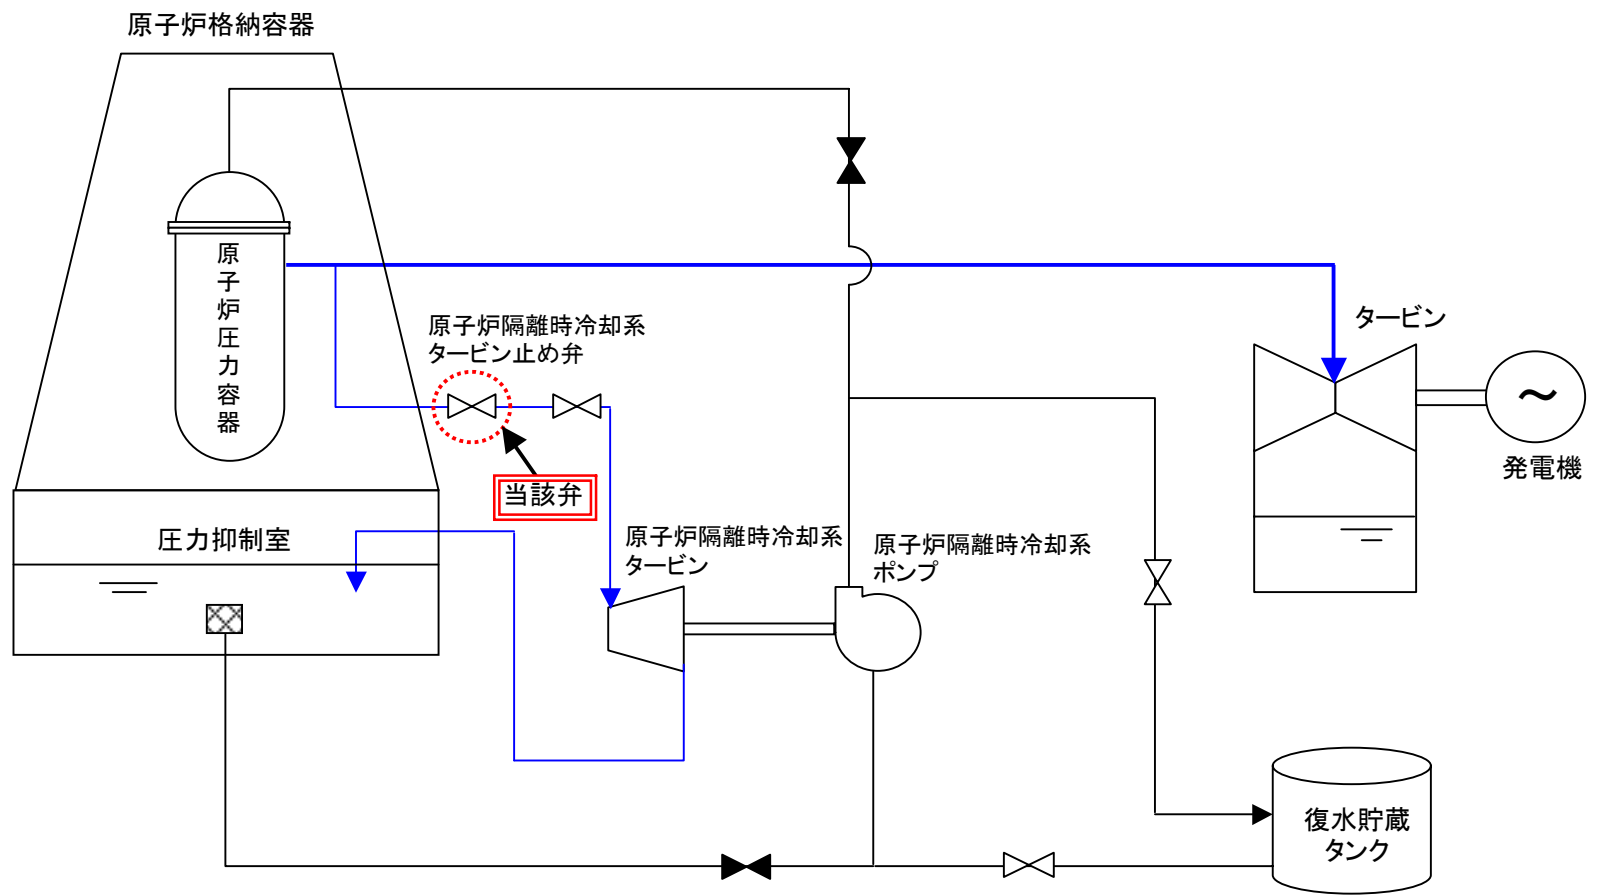 原子炉格納容器
原子炉圧力容器
原子炉隔離時冷却系
タービン止め弁
当該弁
タービン
～
発電機
圧力抑制室
原子炉隔離時冷却系
タービン
原子炉隔離時冷却系
ポンプ
復水貯蔵
タンク